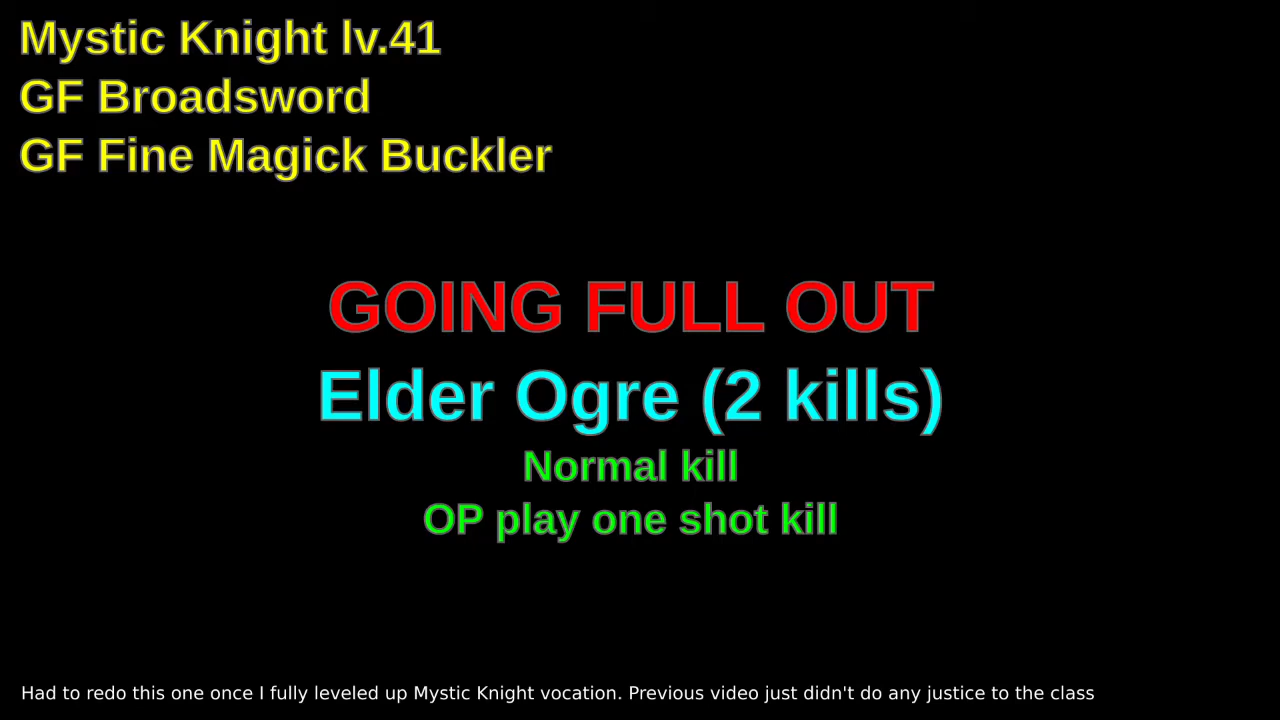 Mystic Knight lv.41
GF Broadsword
GF Fine Magick Buckler
GOING FULL OUT
Elder Ogre (2 kills)
Normal kill
OP play one shot kill
Had to redo this one once I fully leveled up Mystic Knight vocation. Previous video just didn't do any justice to the class